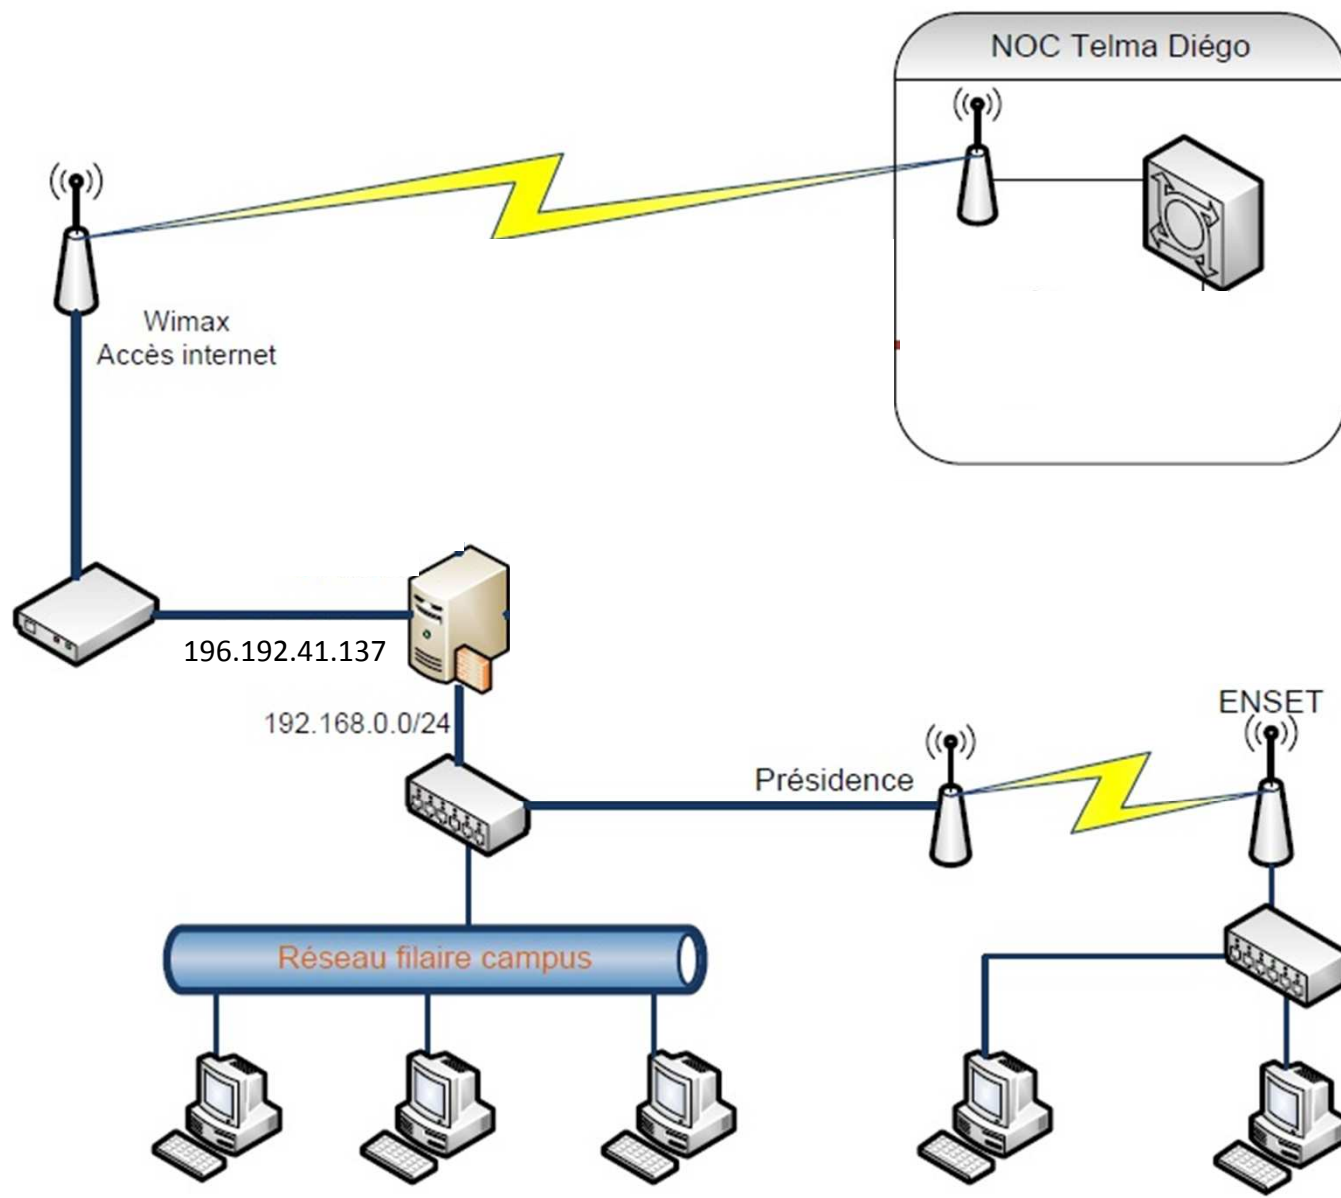 NOC Telma Diégo
Wimax
Accès internet
196.192.41.137
192.168.0.0/24
ENSET
Présidence
Réseau filaire campus